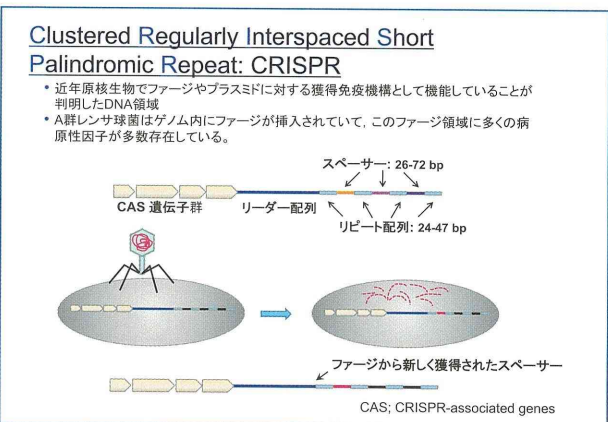 Clustered Regularly Interspaced Short
Palindromic Repeat: CRISPR
• 近年原核生物でファージやプラスミドに対する獲得免疫機構として機能していることが
判明したDNA領域
• A群レンサ球菌はゲノム内にファージが挿入されていて，このファージ領域に多くの病
原性因子が多数存在している。
スペーサー: 26-72 bp
CAS 遺伝子群
リーダー配列
リピート配列: 24-47 bp
ファージから新しく獲得されたスペーサー
CAS; CRISPR-associated genes